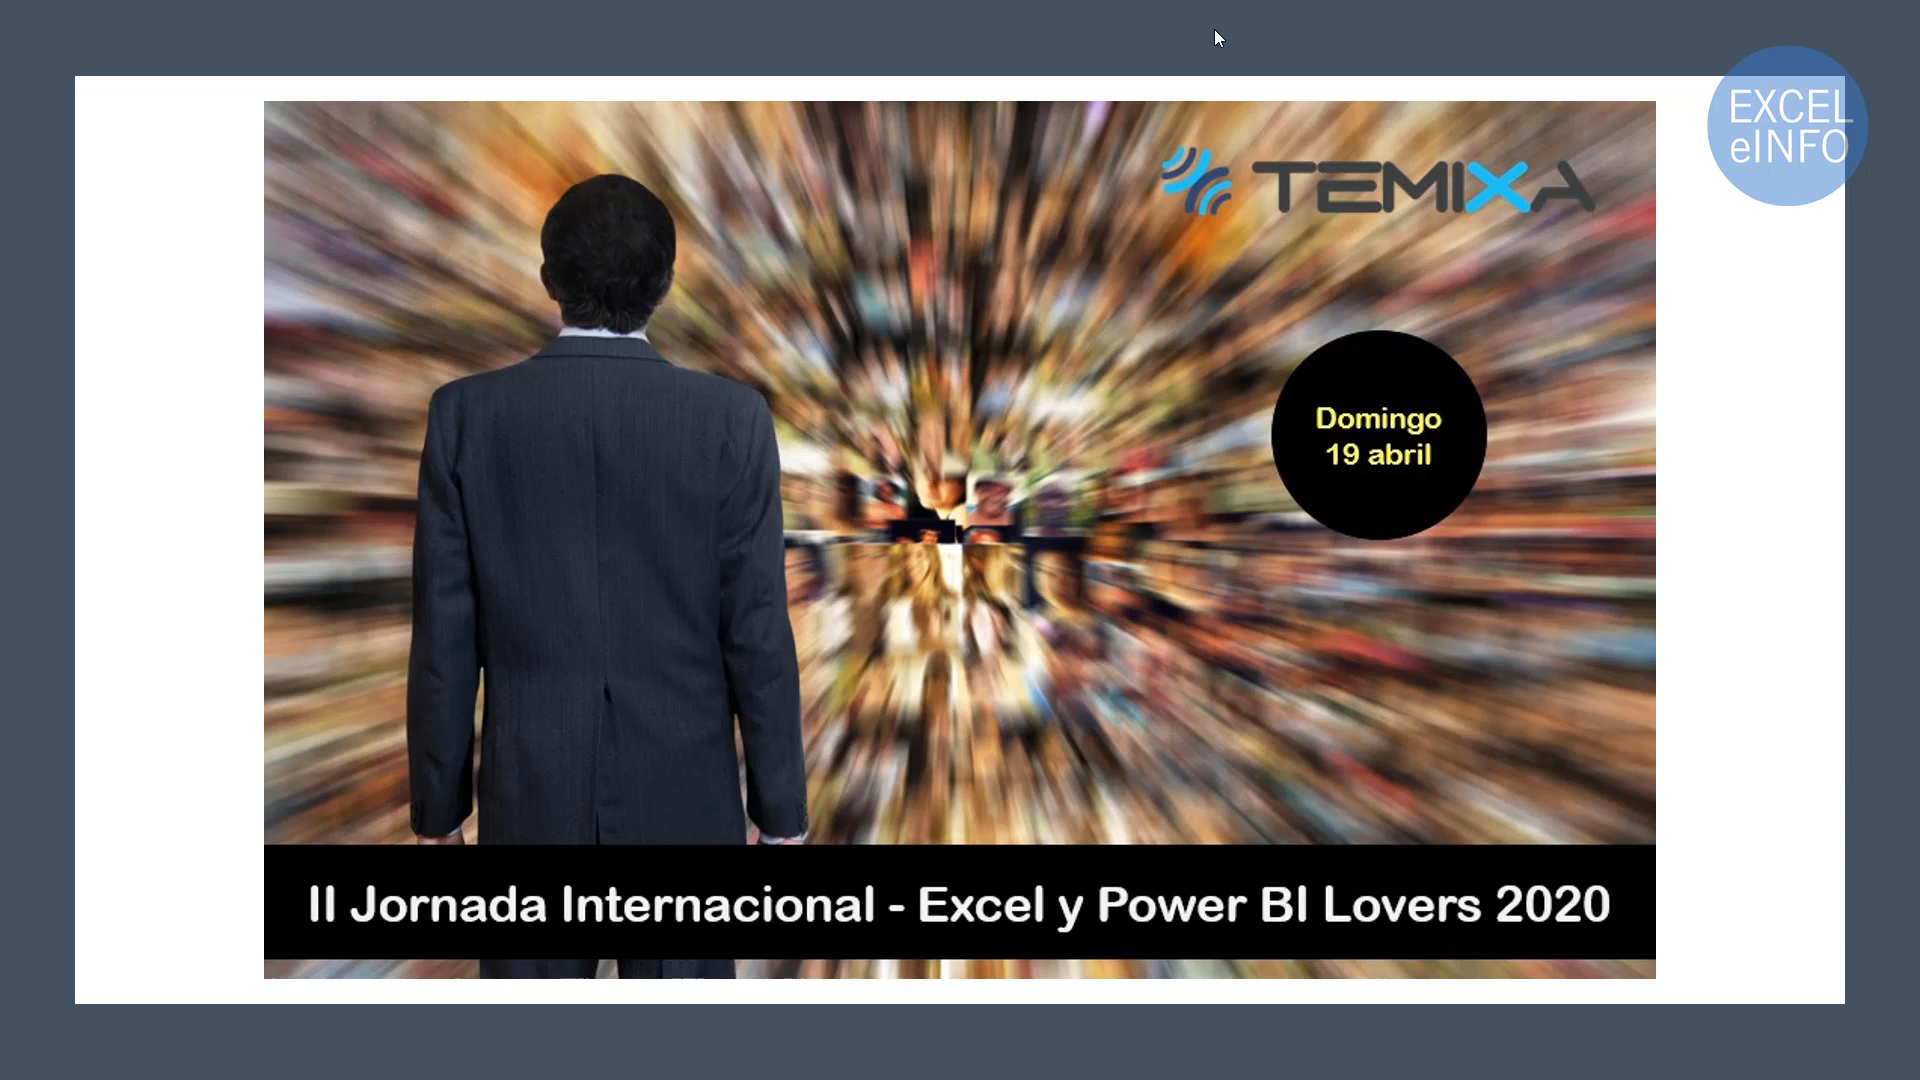 EXCEL
eINFO
TEMIXA
Domingo
19 abril
II Jornada Internacional - Excel y Power BI Lovers 2020